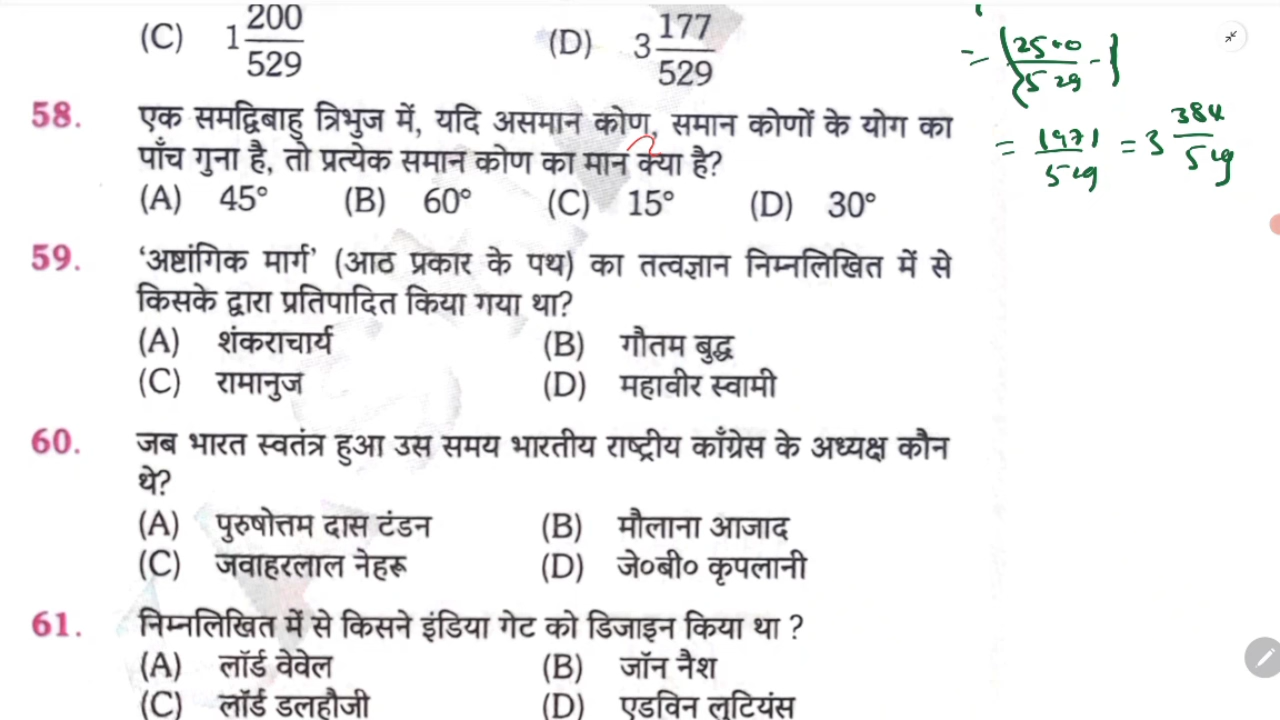 (C) 1 200/529 (D) 3 177/529
= (2500/529 - 1)
= 1971/529 = 3 384/529
58. एक समद्विबाहु त्रिभुज में, यदि असमान कोण, समान कोणों के योग का
पाँच गुना है, तो प्रत्येक समान कोण का मान क्या है?
(A) 45° (B) 60° (C) 15° (D) 30°
59. 'अष्टांगिक मार्ग' (आठ प्रकार के पथ) का तत्वज्ञान निम्नलिखित में से
किसके द्वारा प्रतिपादित किया गया था?
(A) शंकराचार्य (B) गौतम बुद्ध
(C) रामानुज (D) महावीर स्वामी
60. जब भारत स्वतंत्र हुआ उस समय भारतीय राष्ट्रीय काँग्रेस के अध्यक्ष कौन
थे?
(A) पुरुषोत्तम दास टंडन (B) मौलाना आजाद
(C) जवाहरलाल नेहरू (D) जे०बी० कृपलानी
61. निम्नलिखित में से किसने इंडिया गेट को डिजाइन किया था ?
(A) लॉर्ड वेवेल (B) जॉन नैश
(C) लॉर्ड डलहौजी (D) एडविन लुटियंस